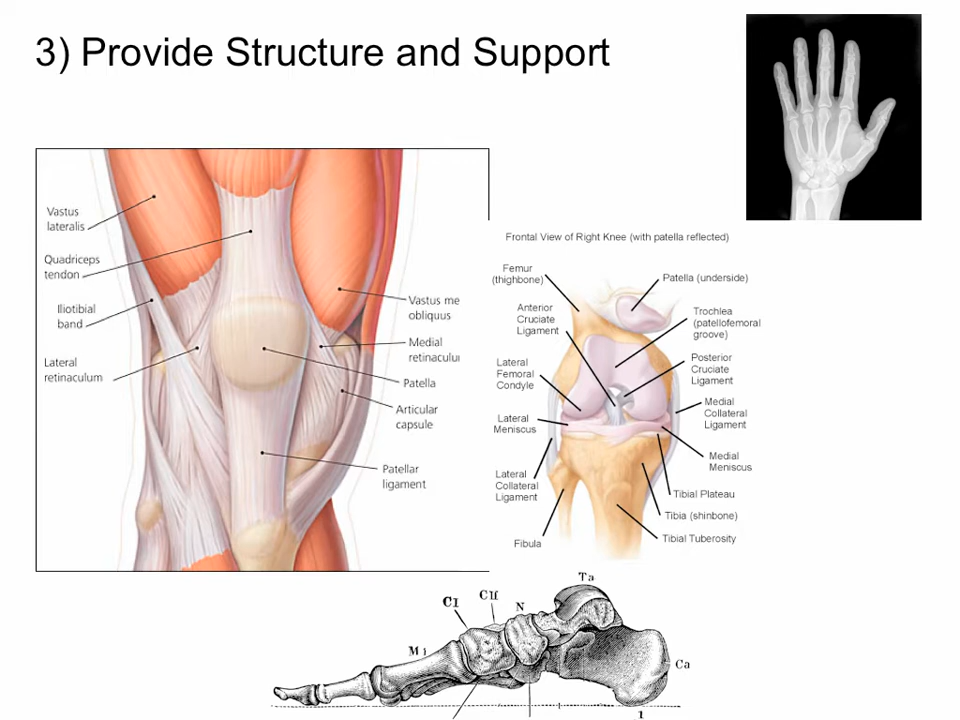 3) Provide Structure and Support
Vastus
lateralis
Quadriceps
tendon
Iliotibial
band
Lateral
retinaculum
Vastus me
obliquus
Medial
retinaculu
Patella
Articular
capsule
Patellar
ligament
Frontal View of Right Knee (with patella reflected)
Femur
(thighbone)
Anterior
Cruciate
Ligament
Lateral
Femoral
Condyle
Lateral
Meniscus
Lateral
Collateral
Ligament
Fibula
Patella (underside)
Trochlea
(patellofemoral
groove)
Posterior
Cruciate
Ligament
Medial
Collateral
Ligament
Medial
Meniscus
Tibial Plateau
Tibia (shinbone)
Tibial Tuberosity
Ta
CI
CII
N
M i
Ca
1